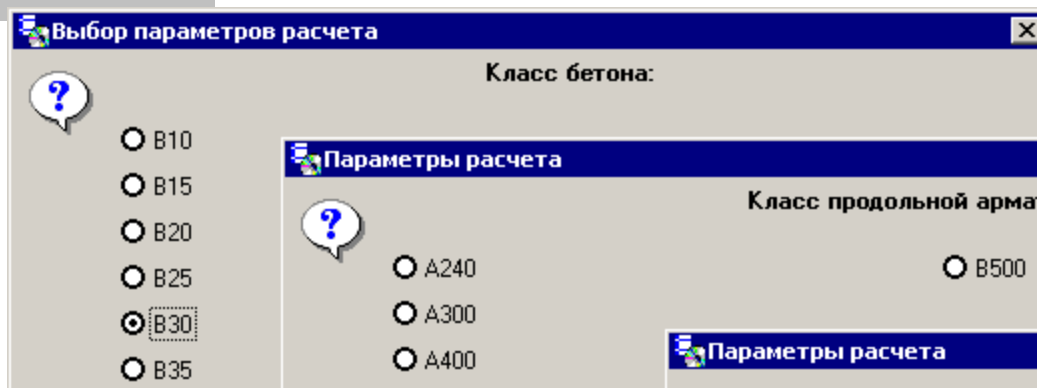 Выбор параметров расчета
Класс бетона:
B10
B15
B20
B25
B30
B35
Параметры расчета
Класс продольной
A240
A300
A400
B500
Параметры расчета